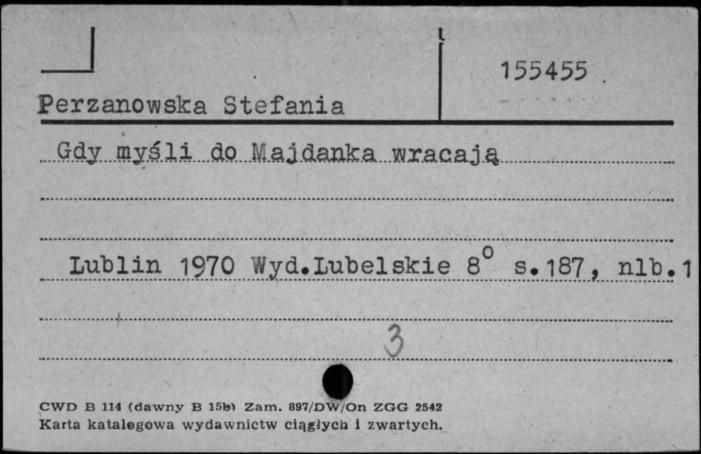 155455
Perzanowska Stefania
Gdy myśli do Majdanka wracają
Lublin 1970 Wyd.Lubelskie 8° s.187, nlb.1
3
CWD B 114 (dawny B 15b) Zam. 897/DW/On ZGG 2542
Karta katalogowa wydawnictw ciągłych i zwartych.